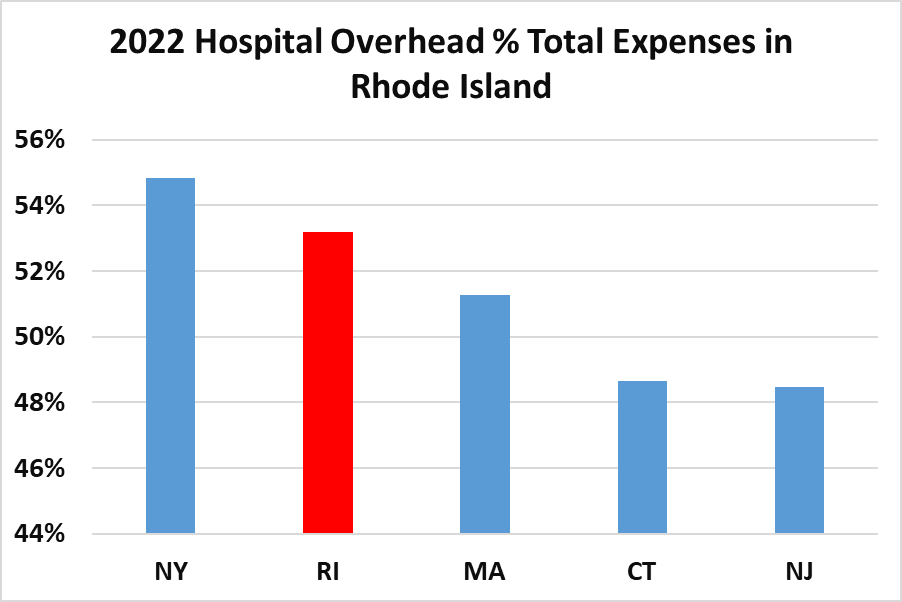 2022 Hospital Overhead % Total Expenses in
Rhode Island
56%
54%
52%
50%
48%
46%
44%
NY RI MA CT NJ